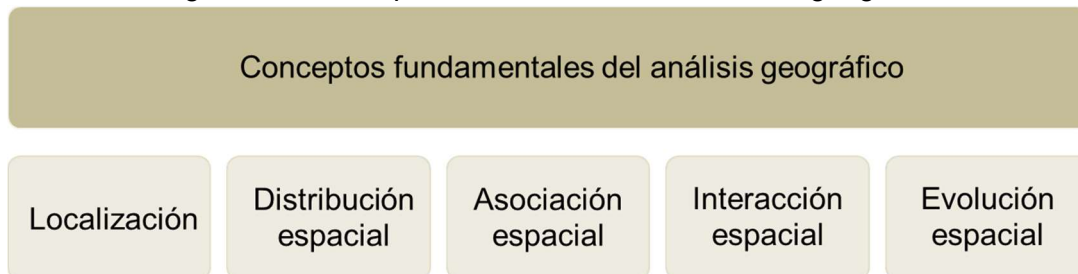 Conceptos fundamentales del análisis geográfico
Localización
Distribución
espacial
Asociación
espacial
Interacción
espacial
Evolución
espacial